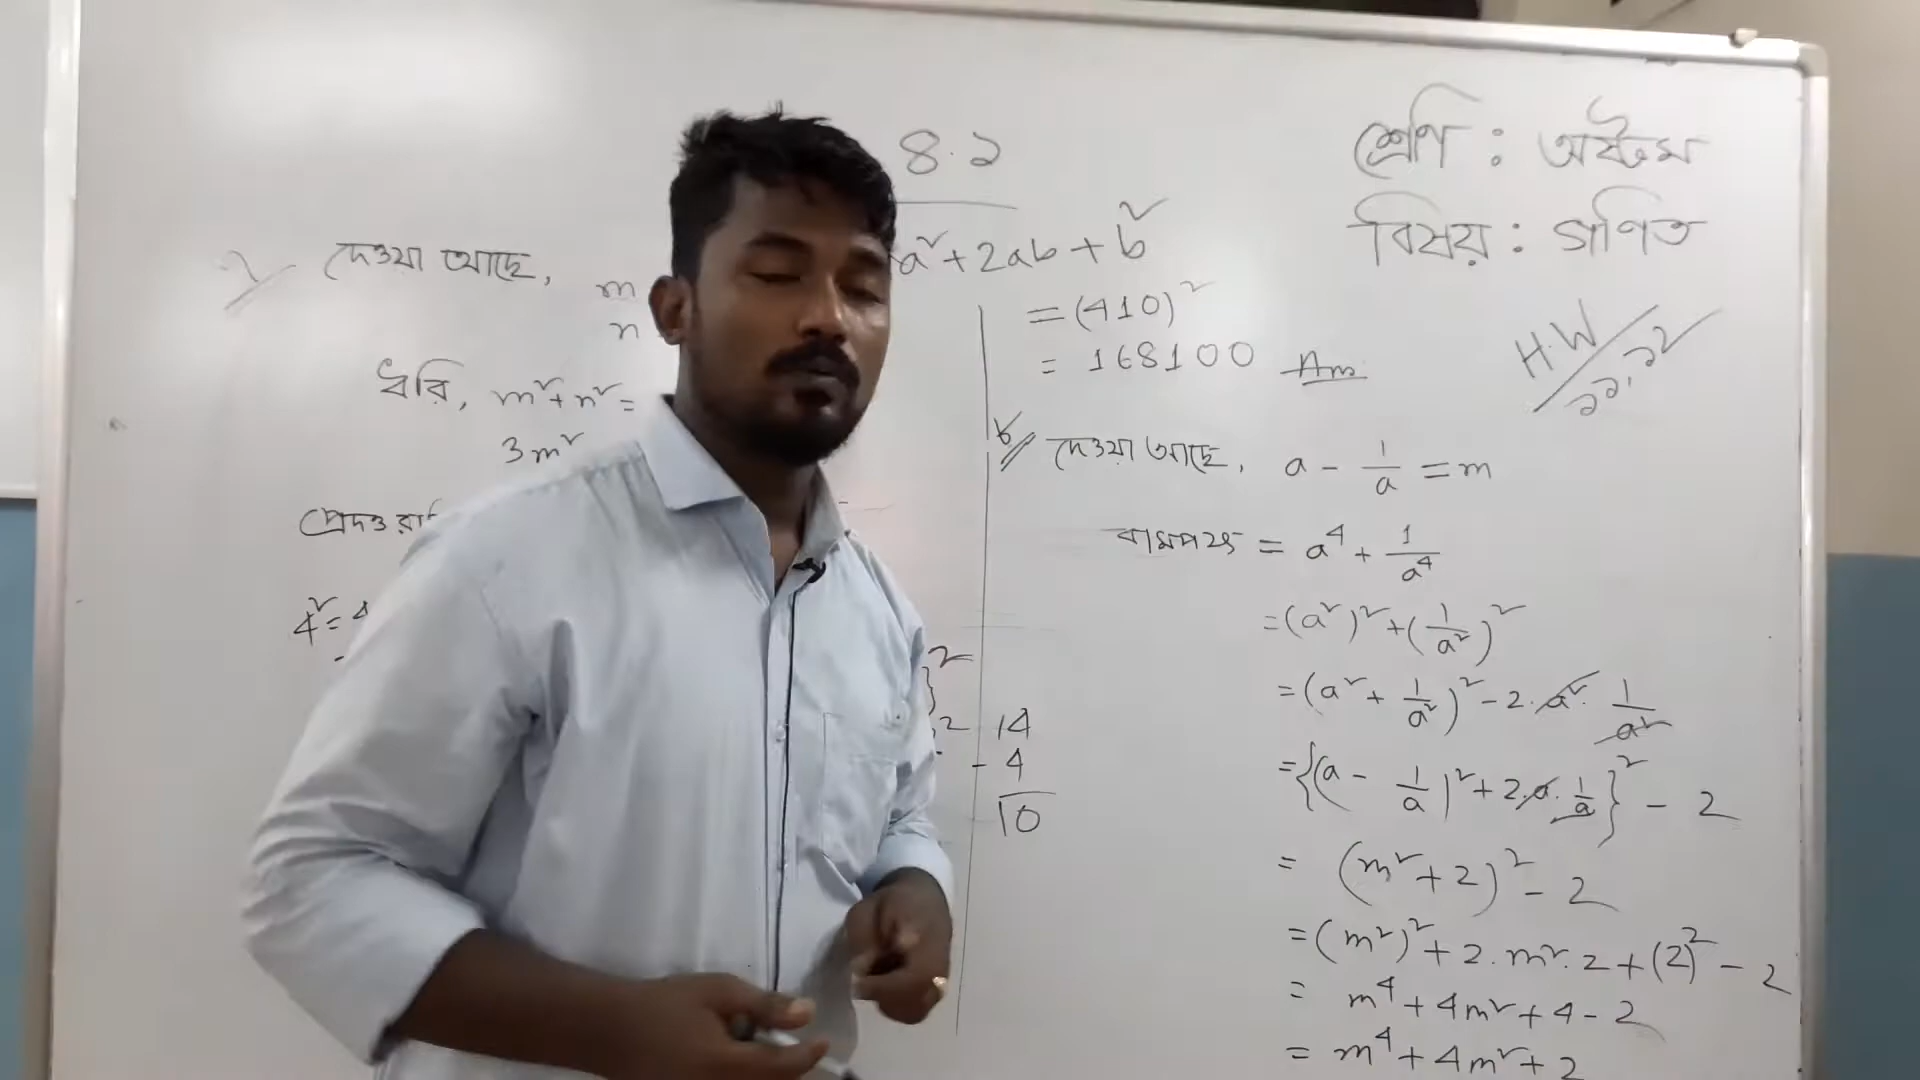 ৪.১
শ্রেণি : অষ্টম
বিষয় : গণিত
H.W
১১, ১২
দেওয়া আছে, m
n
ধরি, m²+n²=
3m²
4²=4
a²+2ab+b²
=(410)²
= 168100 Ans
14
-4
10
৮ দেওয়া আছে, a - 1/a = m
বামপক্ষ = a⁴ + 1/a⁴
=(a²)²+(1/a²)²
=(a²+1/a²)²-2.a².1/a²
={(a-1/a)²+2.a.1/a}²-2
= (m²+2)²-2
=(m²)²+2.m².2+(2)²-2
= m⁴+4m²+4-2
= m⁴+4m²+2